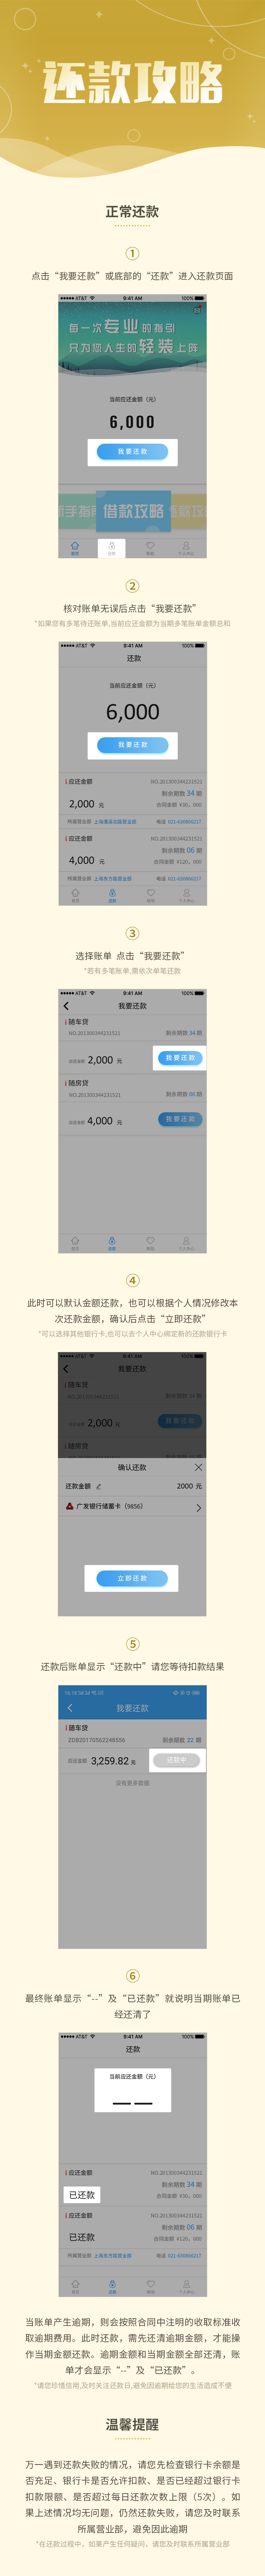 还款攻略
正常还款
1
点击“我要还款”或底部的“还款”进入还款页面
AT&T 9:41 AM 100%
每一次专业的指引
只为您人生的轻装上阵
当前应还金额（元）
6,000
我要还款
新手指南 借款攻略 还款
首页 还款 帮助 个人中心
2
核对账单无误后点击“我要还款”
*如果您有多笔待还账单,当前应还金额为当期多笔账单金额总和
AT&T 9:41 AM 100%
还款
当前应还金额（元）
6,000
我要还款
应还金额 NO.201300344231521
剩余期数 34 期
2,000 元 合同金额 ¥30，000
所属营业部 电话 021-630866217
应还金额 NO.201300344231521
剩余期数 06 期
4,000 元 合同金额 ¥120，000
所属营业部 上海东方路营业部 电话 021-630866217
首页 还款 帮助 个人中心
3
选择账单 点击“我要还款”
*若有多笔账单,需依次单笔还款
AT&T 9:41 AM 100%
我要还款
随车贷
NO.201300344231521 剩余期数 34 期
应还金额 2,000 元 我要还款
随房贷
NO.201300344231521 剩余期数 06 期
应还金额 4,000 元 我要还款
首页 还款 帮助 个人中心
4
此时可以默认金额还款，也可以根据个人情况修改本
次还款金额，确认后点击“立即还款”
*可以选择其他银行卡,也可以去个人中心绑定新的还款银行卡
AT&T 9:41 AM 100%
我要还款
随车贷
NO.201300344231521 剩余期数 34 期
应还金额 2,000 元 我要还款
随房贷
NO.201300344231521 剩余期数 06 期
确认还款
还款金额 2000 元
广发银行储蓄卡（9856）
立即还款
5
还款后账单显示“还款中”请您等待扣款结果
我要还款
随车贷
ZDB20170562248556 剩余期数 22 期
应还金额 3,259.82 元 还款中
没有更多数据
6
最终账单显示“--”及“已还款”就说明当期账单已
经还清了
AT&T 9:41 AM 100%
还款
当前应还金额（元）
— —
应还金额 NO.201300344231521
剩余期数 34 期
已还款 合同金额 ¥30，000
应还金额 NO.201300344231521
剩余期数 06 期
已还款 合同金额 ¥120，000
所属营业部 上海东方路营业部 电话 021-630866217
首页 还款 帮助 个人中心
当账单产生逾期，则会按照合同中注明的收取标准收
取逾期费用。此时还款，需先还清逾期金额，才能操
作当期金额还款。逾期金额和当期金额全部还清，账
单才会显示“--”及“已还款”。
*请您珍惜信用,及时关注还款日,避免因逾期给您的生活造成不便
温馨提醒
万一遇到还款失败的情况，请您先检查银行卡余额是
否充足、银行卡是否允许扣款、是否已经超过银行卡
扣款限额、是否超过每日还款次数上限（5次）。如
果上述情况均无问题，仍然还款失败，请您及时联系
所属营业部，避免因此逾期
*在还款过程中，如果产生任何疑问，请您及时联系所属营业部